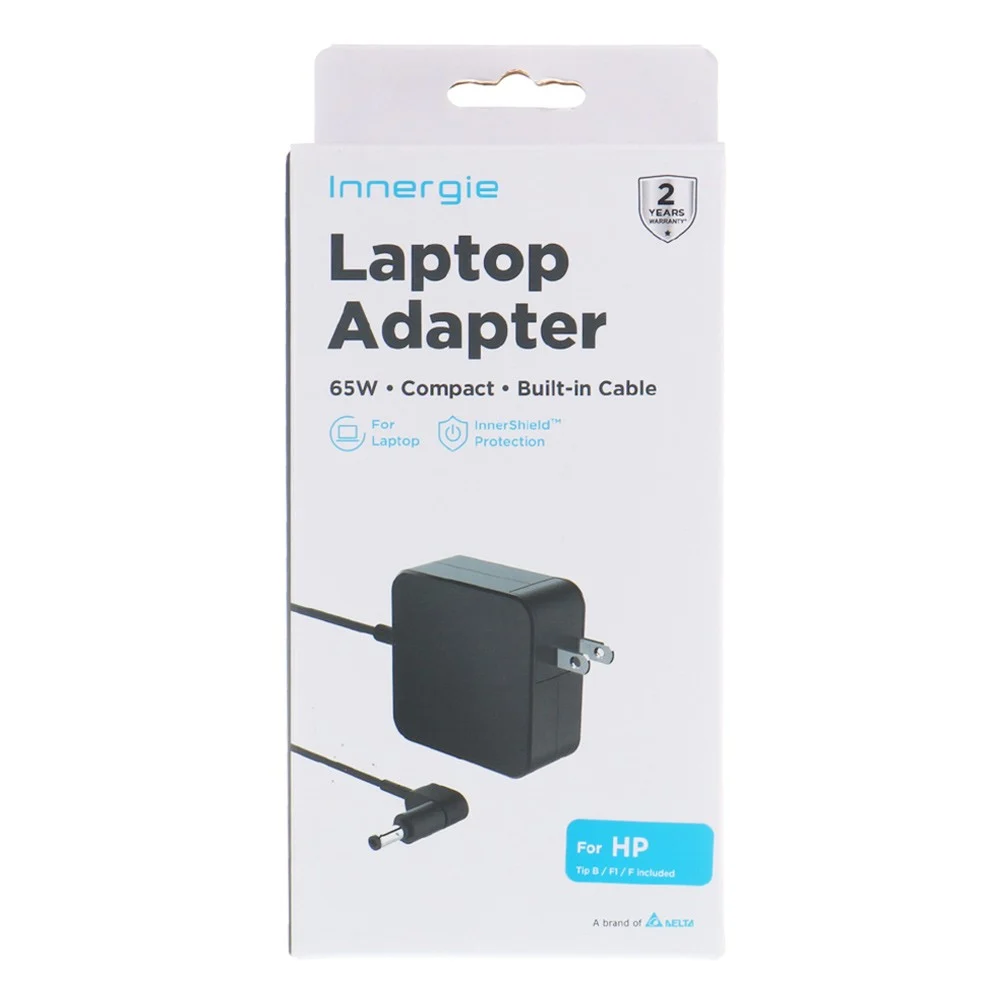 Innergie
2
YEARS
WARRANTY*
Laptop
Adapter
65W • Compact • Built-in Cable
For
Laptop
InnerShield™
Protection
For HP
Tip B / F1 / F included
A brand of DELTA